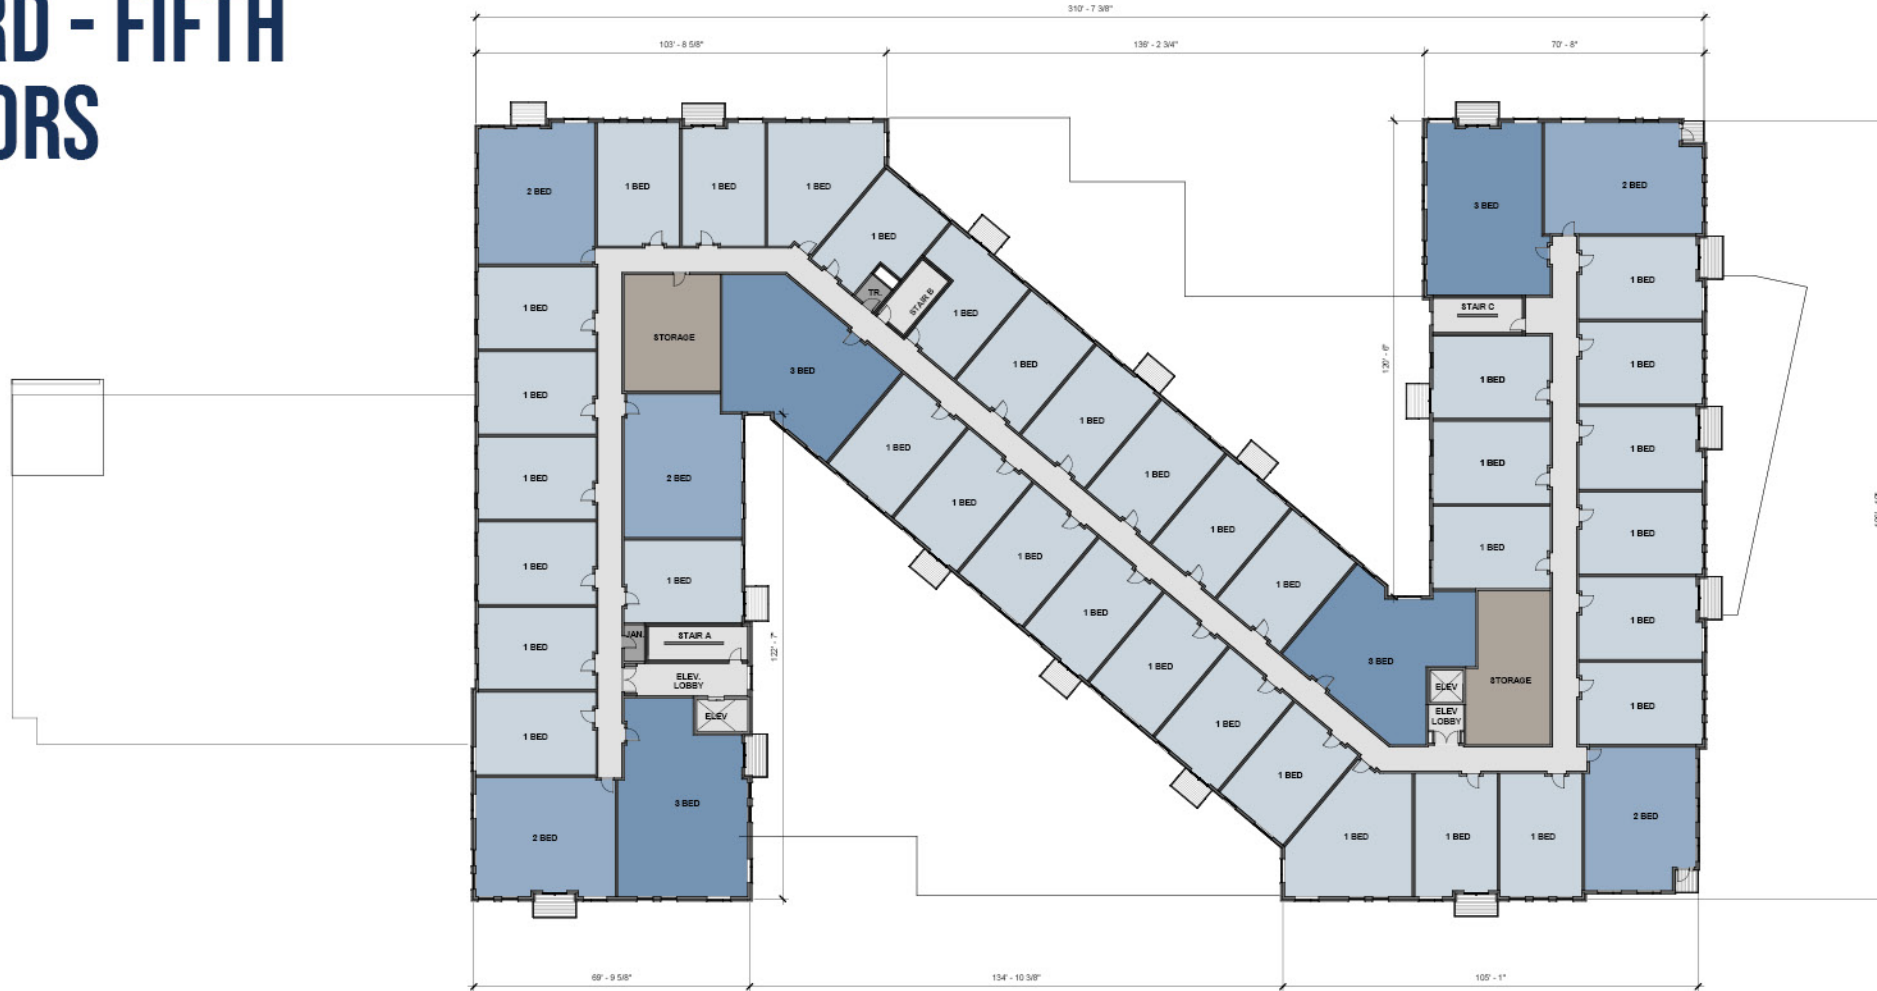 RD - FIFTH
ORS
310' - 7 3/8"
103' - 8 5/8"
136' - 2 3/4"
70' - 8"
2 BED
1 BED
1 BED
1 BED
1 BED
1 BED
1 BED
1 BED
1 BED
1 BED
1 BED
2 BED
STORAGE
2 BED
1 BED
JAN.
STAIR A
ELEV.
LOBBY
ELEV
3 BED
122' - 7"
3 BED
1 BED
TR.
STAIR B
1 BED
1 BED
1 BED
1 BED
1 BED
1 BED
1 BED
1 BED
1 BED
1 BED
1 BED
1 BED
1 BED
3 BED
ELEV
ELEV
LOBBY
STORAGE
120' - 6"
3 BED
2 BED
STAIR C
1 BED
1 BED
1 BED
1 BED
1 BED
1 BED
1 BED
1 BED
1 BED
1 BED
1 BED
1 BED
2 BED
69' - 9 5/8"
134' - 10 3/8"
105' - 1"